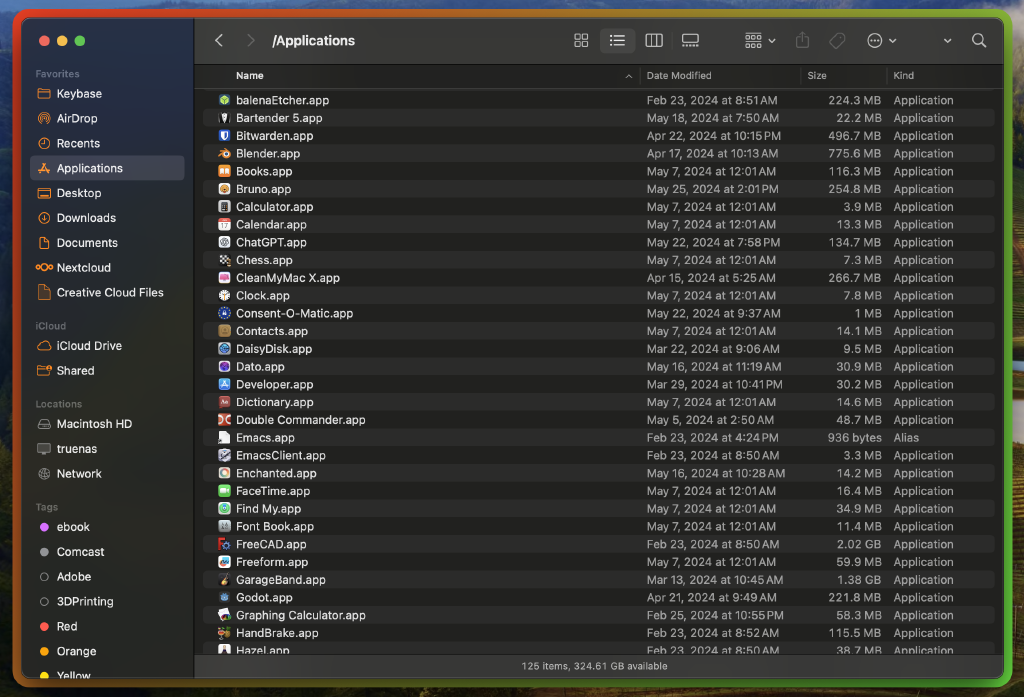 /Applications
Favorites
Keybase
AirDrop
Recents
Applications
Desktop
Downloads
Documents
Nextcloud
Creative Cloud Files
iCloud
iCloud Drive
Shared
Locations
Macintosh HD
truenas
Network
Tags
ebook
Comcast
Adobe
3DPrinting
Red
Orange
Yellow
Name Date Modified Size Kind
balenaEtcher.app Feb 23, 2024 at 8:51 AM 224.3 MB Application
Bartender 5.app May 18, 2024 at 7:50 AM 22.2 MB Application
Bitwarden.app Apr 22, 2024 at 10:15 PM 496.7 MB Application
Blender.app Apr 17, 2024 at 10:13 AM 775.6 MB Application
Books.app May 7, 2024 at 12:01 AM 116.3 MB Application
Bruno.app May 25, 2024 at 2:01 PM 254.8 MB Application
Calculator.app May 7, 2024 at 12:01 AM 3.9 MB Application
Calendar.app May 7, 2024 at 12:01 AM 13.3 MB Application
ChatGPT.app May 22, 2024 at 7:58 PM 134.7 MB Application
Chess.app May 7, 2024 at 12:01 AM 7.3 MB Application
CleanMyMac X.app Apr 15, 2024 at 5:25 AM 266.7 MB Application
Clock.app May 7, 2024 at 12:01 AM 7.8 MB Application
Consent-O-Matic.app May 22, 2024 at 9:37 AM 1 MB Application
Contacts.app May 7, 2024 at 12:01 AM 14.1 MB Application
DaisyDisk.app Mar 22, 2024 at 9:06 AM 9.5 MB Application
Dato.app May 16, 2024 at 11:19 AM 30.9 MB Application
Developer.app Mar 29, 2024 at 10:41 PM 30.2 MB Application
Dictionary.app May 7, 2024 at 12:01 AM 14.6 MB Application
Double Commander.app May 5, 2024 at 2:50 AM 48.7 MB Application
Emacs.app Feb 23, 2024 at 4:24 PM 936 bytes Alias
EmacsClient.app Feb 23, 2024 at 8:50 AM 3.3 MB Application
Enchanted.app May 16, 2024 at 10:28 AM 14.2 MB Application
FaceTime.app May 7, 2024 at 12:01 AM 16.4 MB Application
Find My.app May 7, 2024 at 12:01 AM 34.9 MB Application
Font Book.app May 7, 2024 at 12:01 AM 11.4 MB Application
FreeCAD.app Feb 23, 2024 at 8:50 AM 2.02 GB Application
Freeform.app May 7, 2024 at 12:01 AM 59.9 MB Application
GarageBand.app Mar 13, 2024 at 10:45 AM 1.38 GB Application
Godot.app Apr 21, 2024 at 9:49 AM 221.8 MB Application
Graphing Calculator.app Feb 25, 2024 at 10:55 PM 58.3 MB Application
HandBrake.app Feb 23, 2024 at 8:52 AM 115.5 MB Application
Hazel.app Feb 23, 2024 at 8:50 AM 38.7 MB Application
125 items, 324.61 GB available